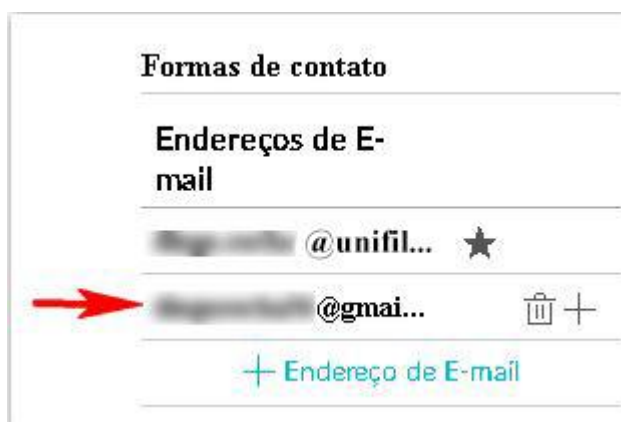 Formas de contato
Endereços de E-
mail
@unifil...
@gmai...
+ Endereço de E-mail